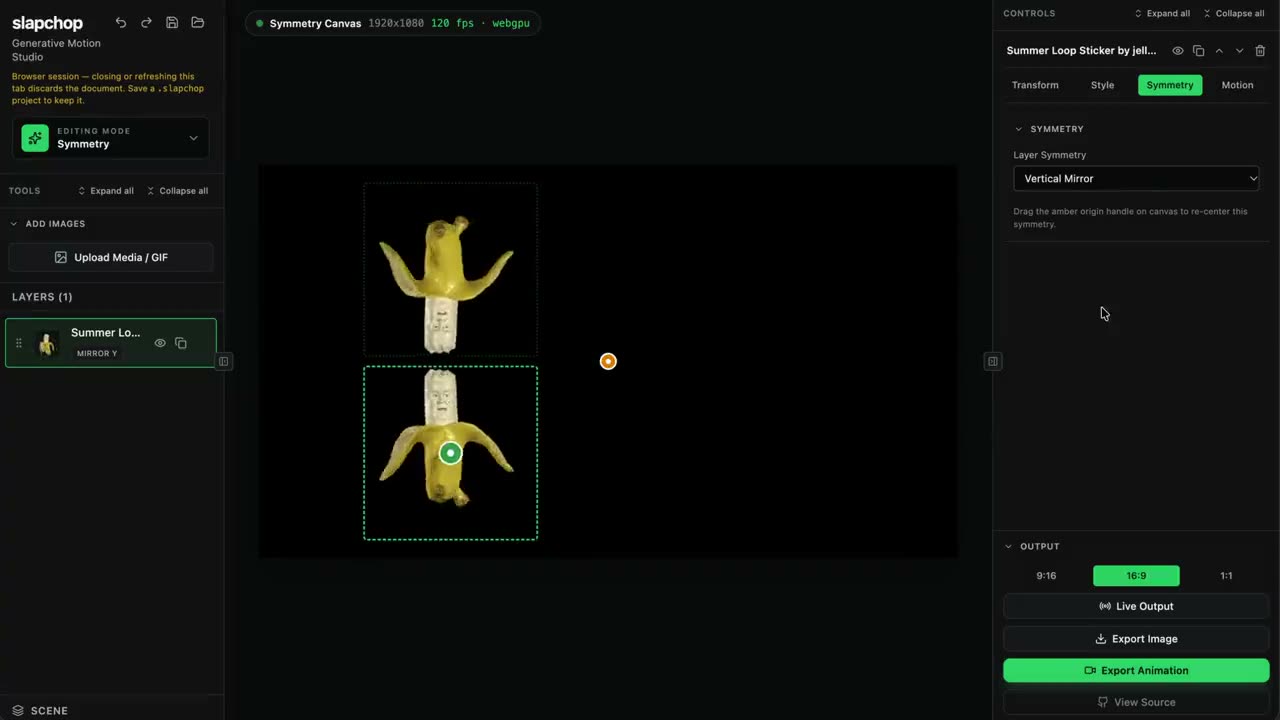 slapchop
Generative Motion
Studio
Browser session — closing or refreshing this
tab discards the document. Save a .slapchop
project to keep it.
EDITING MODE
Symmetry
TOOLS
Expand all
Collapse all
ADD IMAGES
Upload Media / GIF
LAYERS (1)
Summer Lo...
MIRROR Y
SCENE
Symmetry Canvas 1920x1080 120 fps · webgpu
CONTROLS
Expand all
Collapse all
Summer Loop Sticker by jell...
Transform
Style
Symmetry
Motion
SYMMETRY
Layer Symmetry
Vertical Mirror
Drag the amber origin handle on canvas to re-center this
symmetry.
OUTPUT
9:16
16:9
1:1
Live Output
Export Image
Export Animation
View Source